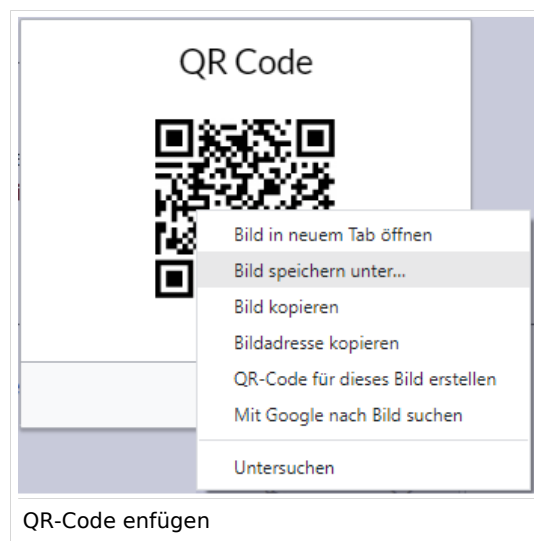 QR Code
Bild in neuem Tab öffnen
Bild speichern unter...
Bild kopieren
Bildadresse kopieren
QR-Code für dieses Bild erstellen
Mit Google nach Bild suchen
Untersuchen
QR-Code enfügen